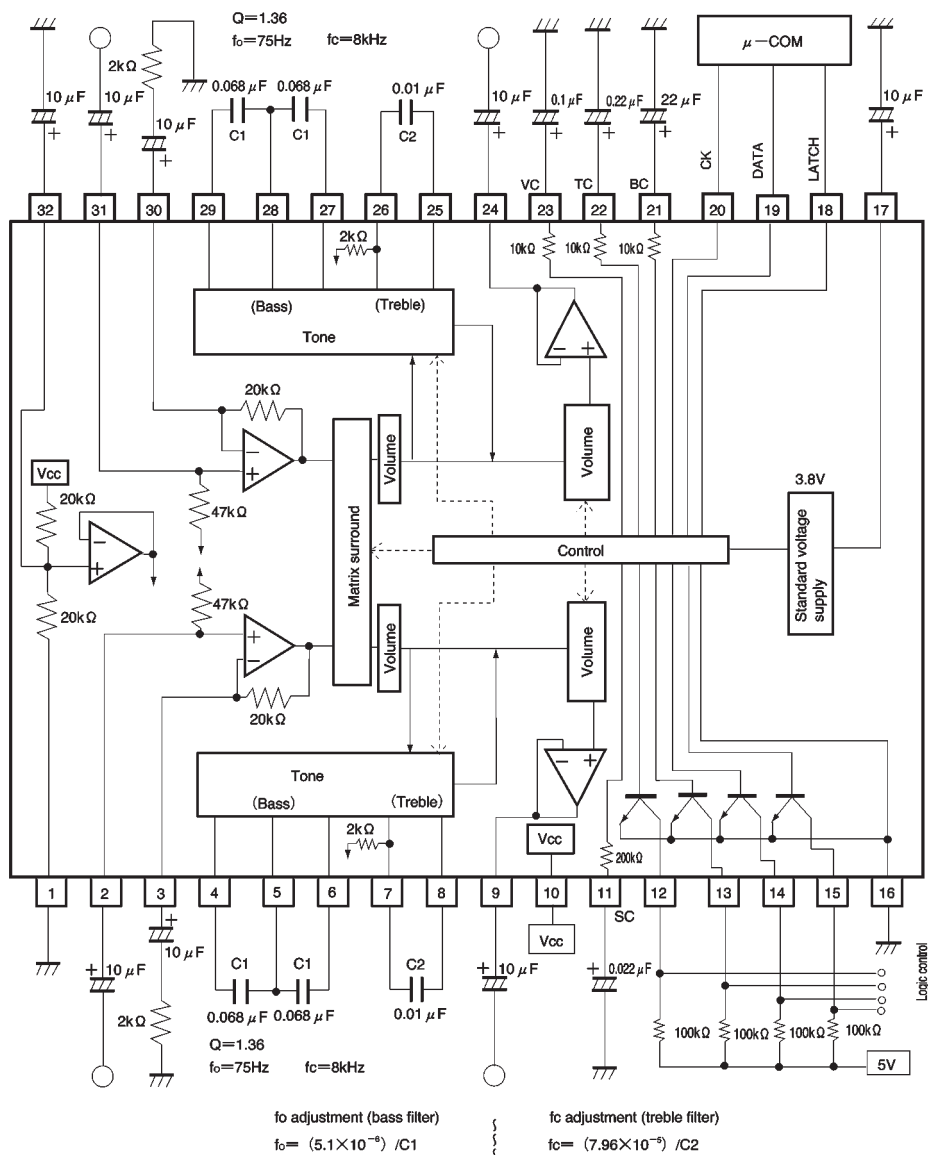 Q=1.36
fo=75Hz fc=8kHz
μ-COM
2kΩ
10μF
10μF
10μF
0.068μF
0.068μF
C1
C1
0.01μF
C2
10μF
0.1μF
0.22μF
22μF
10μF
CK
DATA
LATCH
VC
TC
BC
32
31
30
29
28
27
26
25
24
23
22
21
20
19
18
17
2kΩ
10kΩ
10kΩ
10kΩ
(Bass)
(Treble)
Tone
20kΩ
Vcc
20kΩ
20kΩ
47kΩ
47kΩ
20kΩ
Matrix surround
Volume
Volume
Volume
Volume
Control
3.8V
Standard voltage
supply
Tone
(Bass)
(Treble)
2kΩ
Vcc
200kΩ
1
2
3
4
5
6
7
8
9
10
11
12
13
14
15
16
SC
Vcc
10μF
10μF
2kΩ
C1
C1
0.068μF
0.068μF
C2
0.01μF
10μF
0.022μF
100kΩ
100kΩ
100kΩ
100kΩ
Logic control
5V
Q=1.36
fo=75Hz fc=8kHz
fo adjustment (bass filter)
fo= (5.1×10⁻⁶) /C1
fc adjustment (treble filter)
fc= (7.96×10⁻⁵) /C2